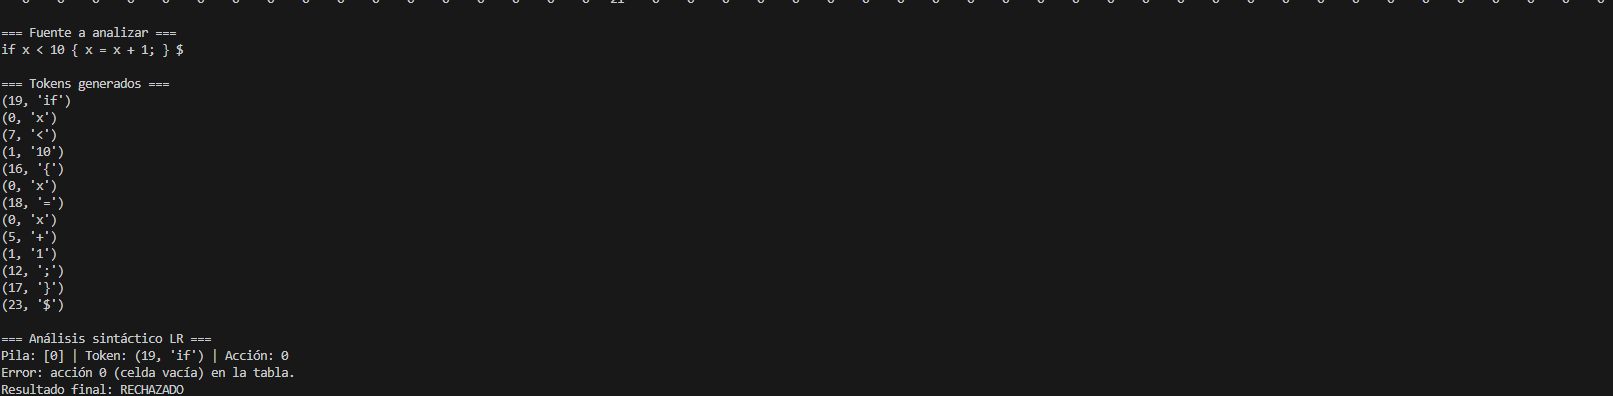 === Fuente a analizar ===
if x < 10 { x = x + 1; } $
=== Tokens generados ===
(19, 'if')
(0, 'x')
(7, '<')
(1, '10')
(16, '{')
(0, 'x')
(18, '=')
(0, 'x')
(5, '+')
(1, '1')
(12, ';')
(17, '}')
(23, '$')
=== Análisis sintáctico LR ===
Pila: [0] | Token: (19, 'if') | Acción: 0
Error: acción 0 (celda vacía) en la tabla.
Resultado final: RECHAZADO